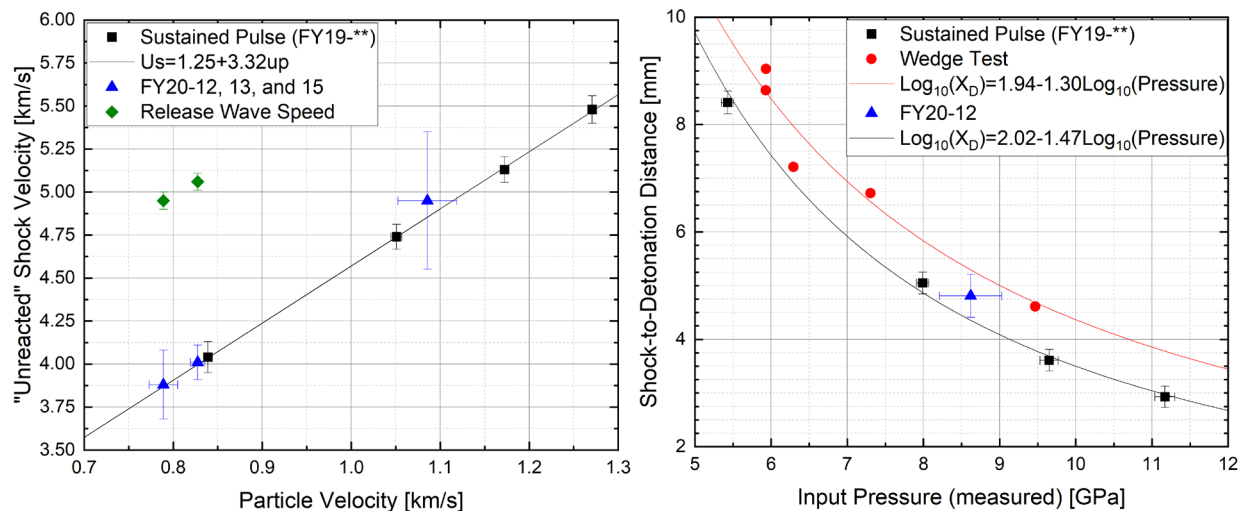 6.00
5.75
5.50
5.25
5.00
4.75
4.50
4.25
4.00
3.75
3.50
"Unreacted" Shock Velocity [km/s]
Sustained Pulse (FY19-**)
Us=1.25+3.32up
FY20-12, 13, and 15
Release Wave Speed
0.7 0.8 0.9 1.0 1.1 1.2 1.3
Particle Velocity [km/s]
10
8
6
4
2
Shock-to-Detonation Distance [mm]
Sustained Pulse (FY19-**)
Wedge Test
Log10(XD)=1.94-1.30Log10(Pressure)
FY20-12
Log10(XD)=2.02-1.47Log10(Pressure)
5 6 7 8 9 10 11 12
Input Pressure (measured) [GPa]